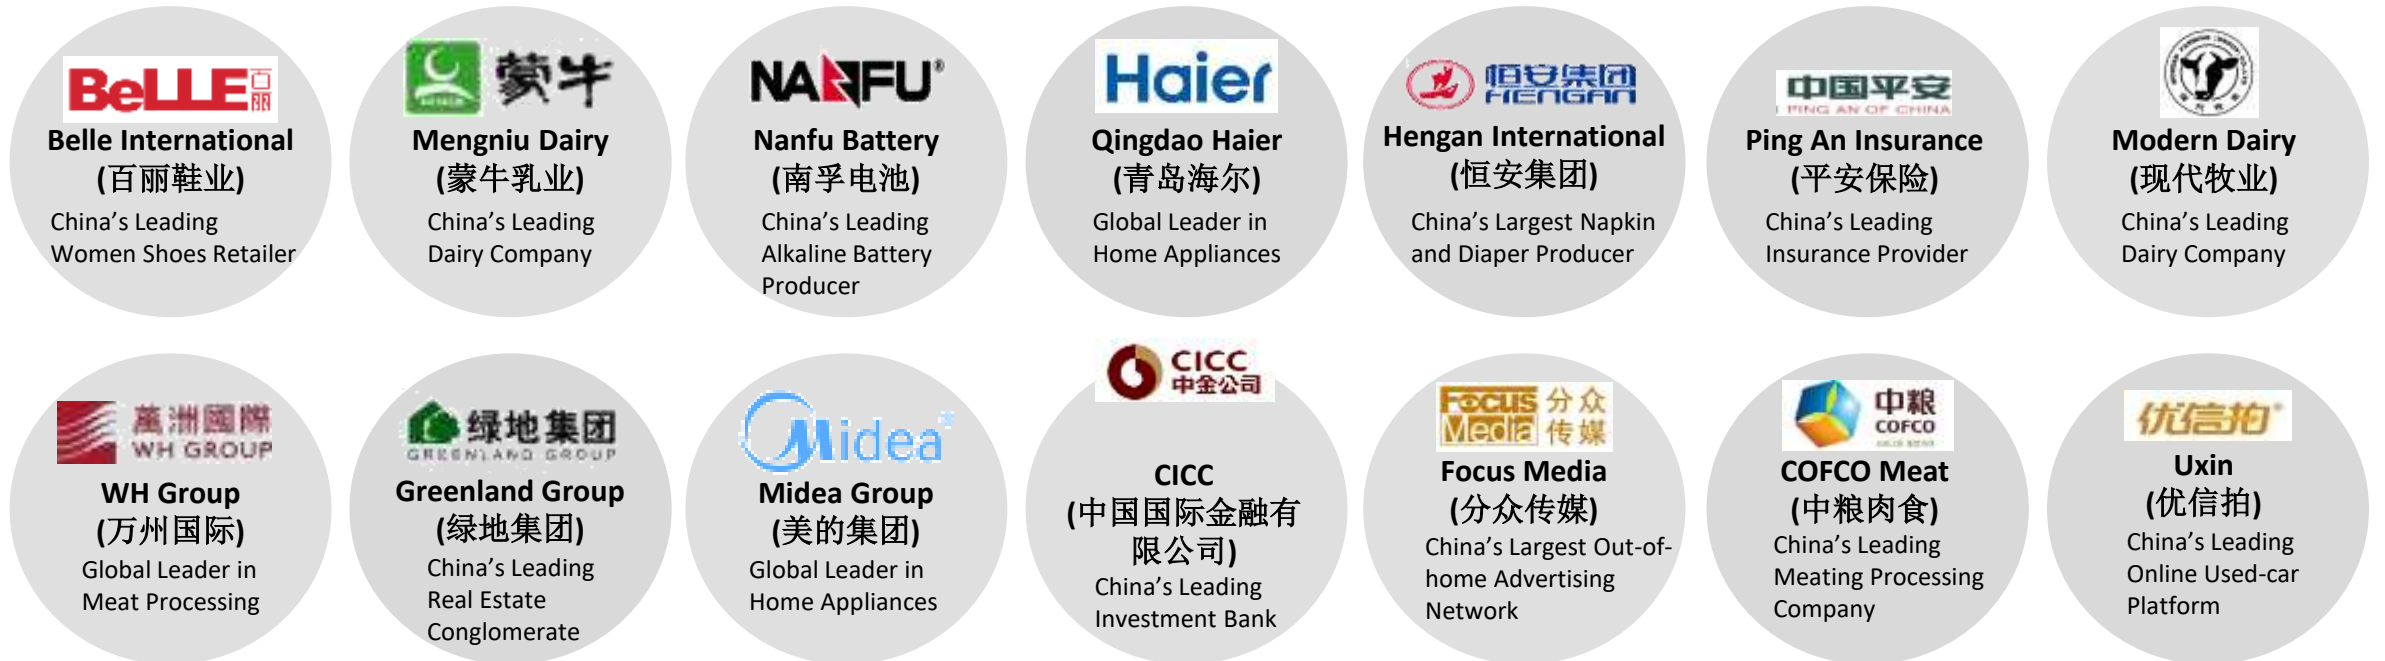 BeLLE 百丽
Belle International
(百丽鞋业)
China's Leading
Women Shoes Retailer
蒙牛
Mengniu Dairy
(蒙牛乳业)
China's Leading
Dairy Company
NANFU®
Nanfu Battery
(南孚电池)
China's Leading
Alkaline Battery
Producer
Haier
Qingdao Haier
(青岛海尔)
Global Leader in
Home Appliances
恒安集团
HENGAN
Hengan International
(恒安集团)
China's Largest Napkin
and Diaper Producer
中国平安
PING AN OF CHINA
Ping An Insurance
(平安保险)
China's Leading
Insurance Provider
Modern Dairy
(现代牧业)
China's Leading
Dairy Company
萬洲國際
WH GROUP
WH Group
(万州国际)
Global Leader in
Meat Processing
绿地集团
GREENLAND GROUP
Greenland Group
(绿地集团)
China's Leading
Real Estate
Conglomerate
Midea®
Midea Group
(美的集团)
Global Leader in
Home Appliances
CICC
中金公司
CICC
(中国国际金融有
限公司)
China's Leading
Investment Bank
Focus 分众
Media 传媒
Focus Media
(分众传媒)
China's Largest Out-of-
home Advertising
Network
中粮
COFCO
COFCO Meat
(中粮肉食)
China's Leading
Meating Processing
Company
优信拍
Uxin
(优信拍)
China's Leading
Online Used-car
Platform